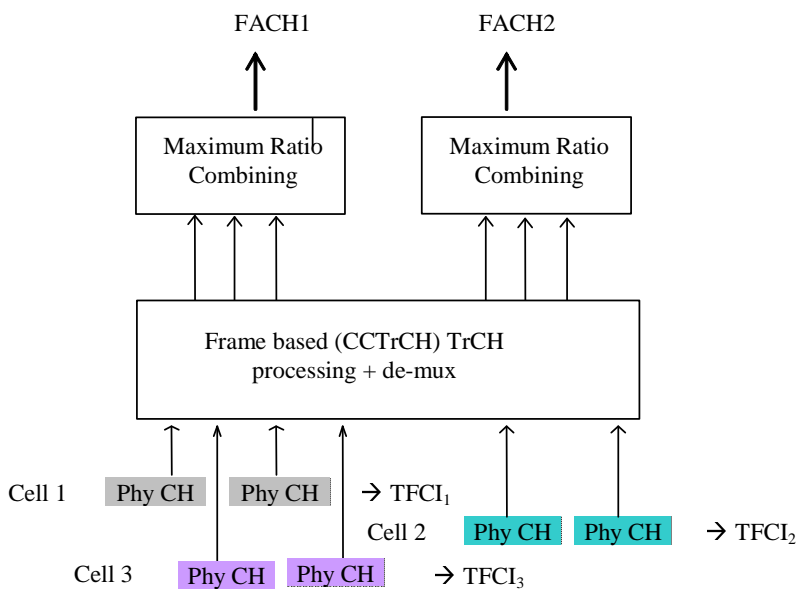 FACH1 FACH2
Maximum Ratio
Combining
Maximum Ratio
Combining
Frame based (CCTrCH) TrCH
processing + de-mux
Cell 1 Phy CH Phy CH → TFCI₁
Cell 2 Phy CH Phy CH → TFCI₂
Cell 3 Phy CH Phy CH → TFCI₃